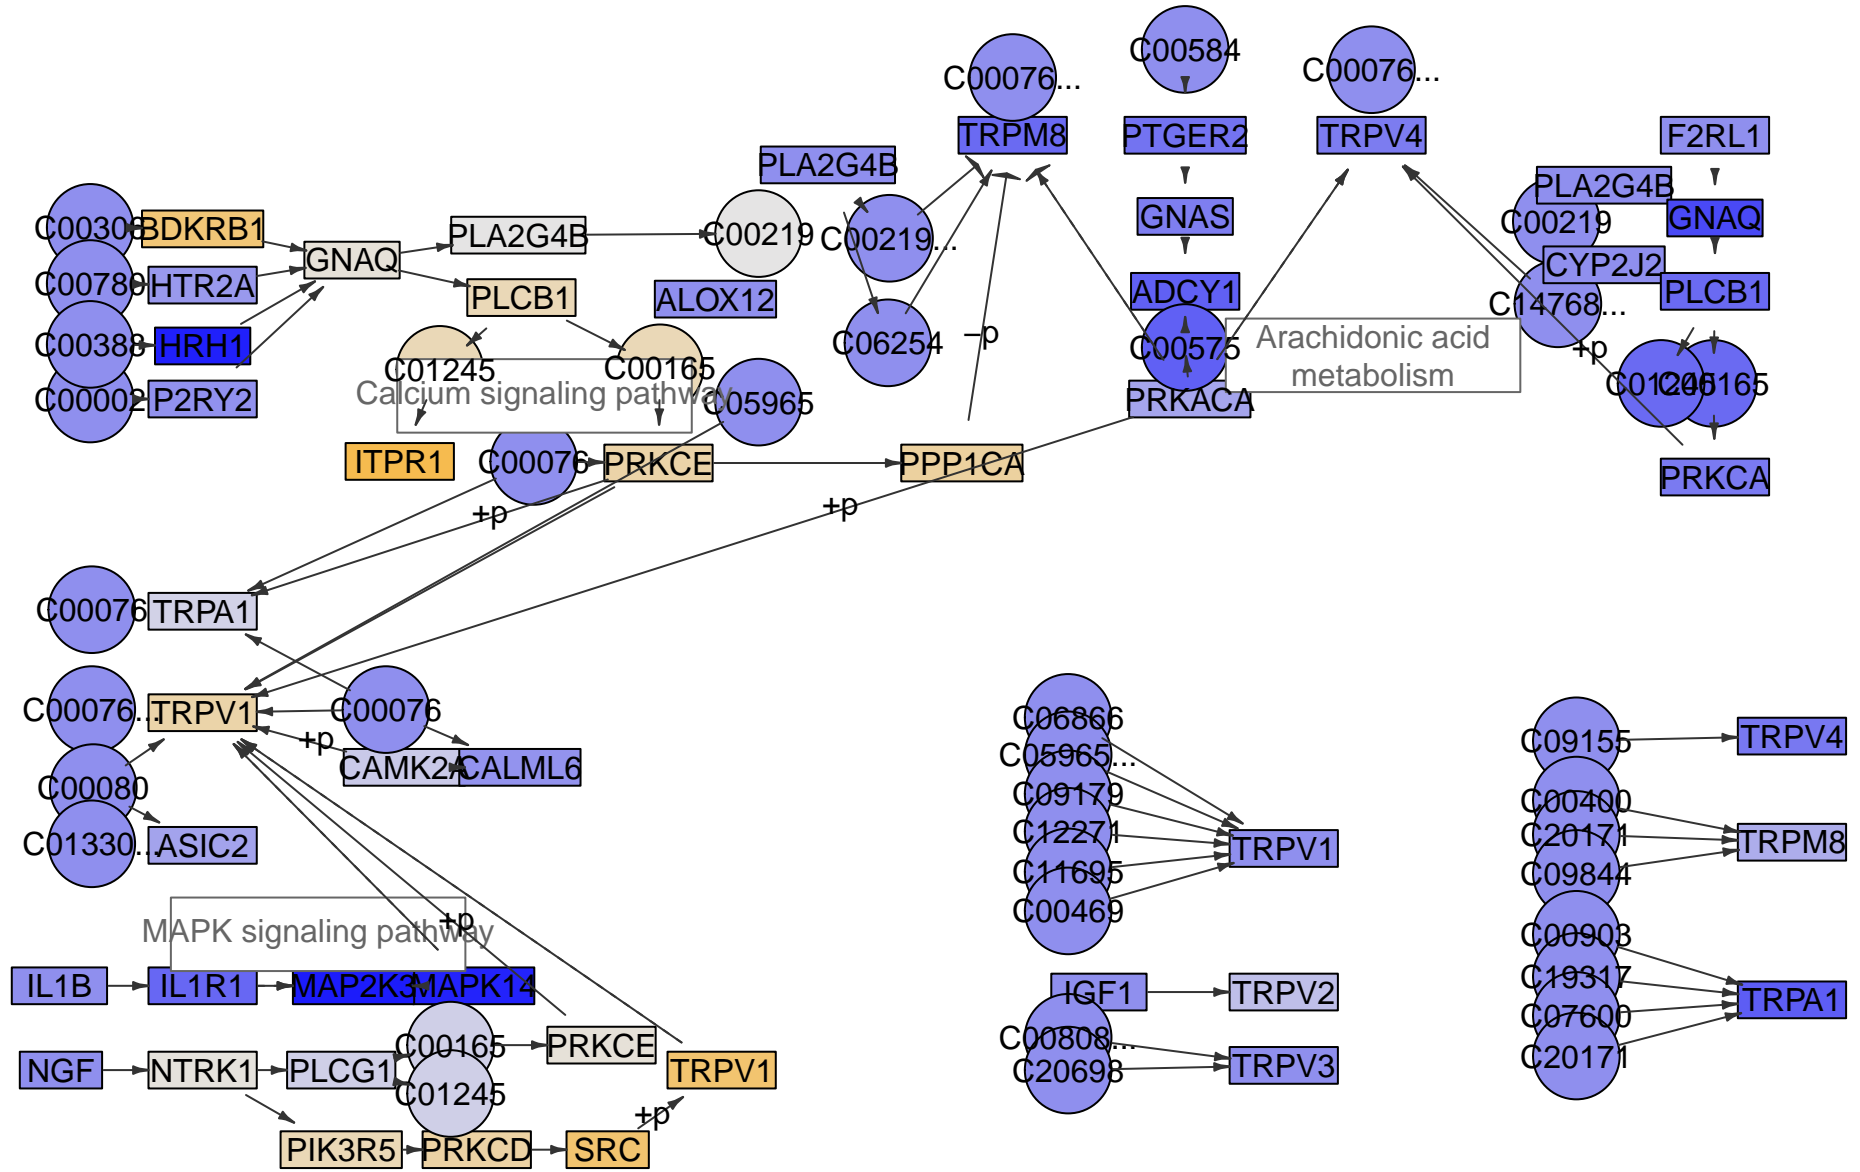 C00584
C00076...
C00076...
TRPM8
PTGER2
TRPV4
F2RL1
PLA2G4B
PLA2G4B
C00308
BDKRB1
PLA2G4B
C00219
C00219...
GNAS
C00219
GNAQ
GNAQ
C00780
HTR2A
PLCB1
ALOX12
ADCY1
CYP2J2
PLCB1
C14768...
C00388
HRH1
C01245
C00165
C06254
–p
C00575
Arachidonic acid
metabolism
+p
Calcium signaling pathway
C00002
P2RY2
C05965
PRKACA
C01245
C00165
ITPR1
C00076
PRKCE
PPP1CA
PRKCA
+p
+p
C00076
TRPA1
C00076...
TRPV1
C00076
+p
C00080
CAMK2A
CALML6
C01330...
ASIC2
C06866
C05965...
C09179
C12271
C11695
C00469
TRPV1
C09155
TRPV4
C00400
C20171
C09844
TRPM8
MAPK signaling pathway
+p
IL1B
IL1R1
MAP2K3
MAPK14
IGF1
TRPV2
C00903
C19317
C07600
C20171
TRPA1
C00165
PRKCE
C00808...
C20698
TRPV3
NGF
NTRK1
PLCG1
C01245
TRPV1
+p
PIK3R5
PRKCD
SRC